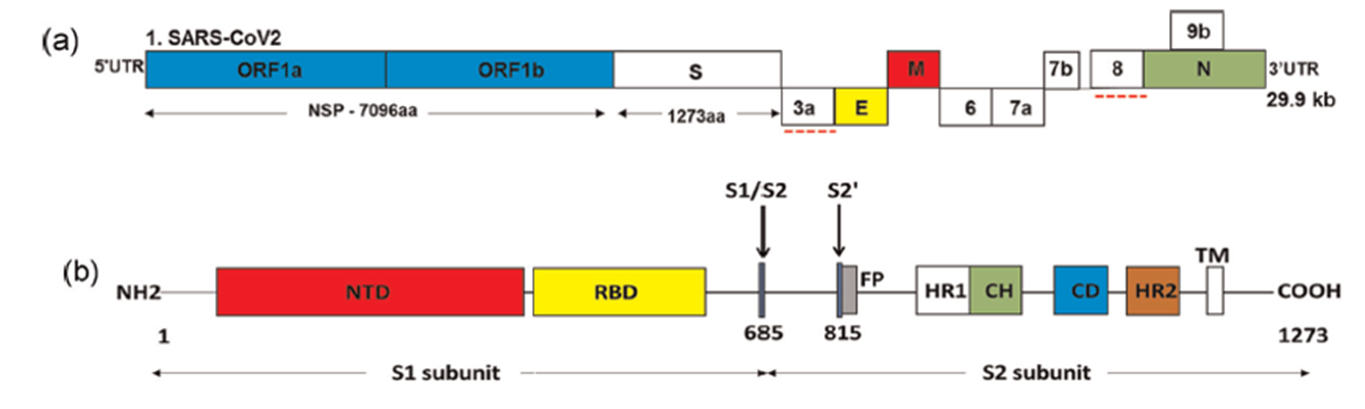 (a)
1. SARS-CoV2
9b
5'UTR ORF1a ORF1b S M 7b 8 N 3'UTR
29.9 kb
NSP - 7096aa 1273aa 3a E 6 7a
S1/S2 S2'
(b)
TM
NH2 NTD RBD FP HR1 CH CD HR2 COOH
1 685 815 1273
S1 subunit S2 subunit